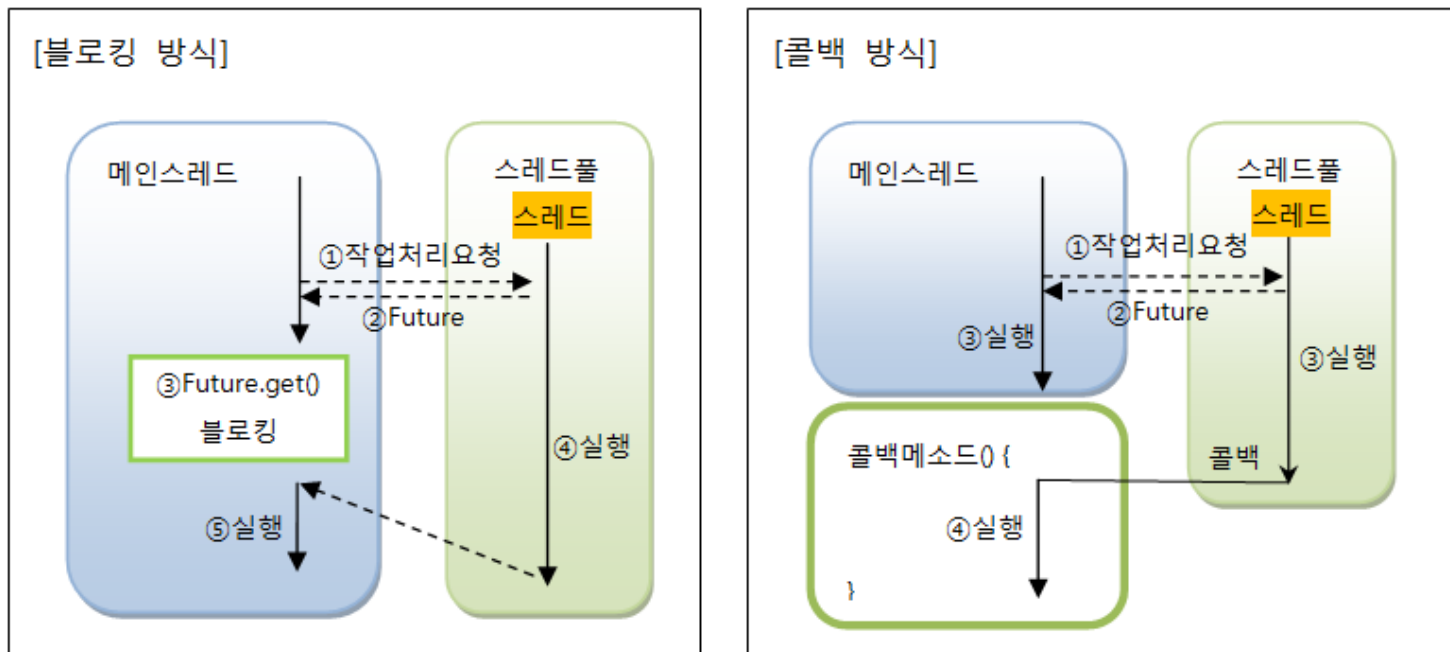 [블로킹 방식]
메인스레드
스레드풀
스레드
①작업처리요청
②Future
③Future.get()
블로킹
④실행
⑤실행
[콜백 방식]
메인스레드
스레드풀
스레드
①작업처리요청
②Future
③실행
③실행
콜백메소드() {
콜백
④실행
}